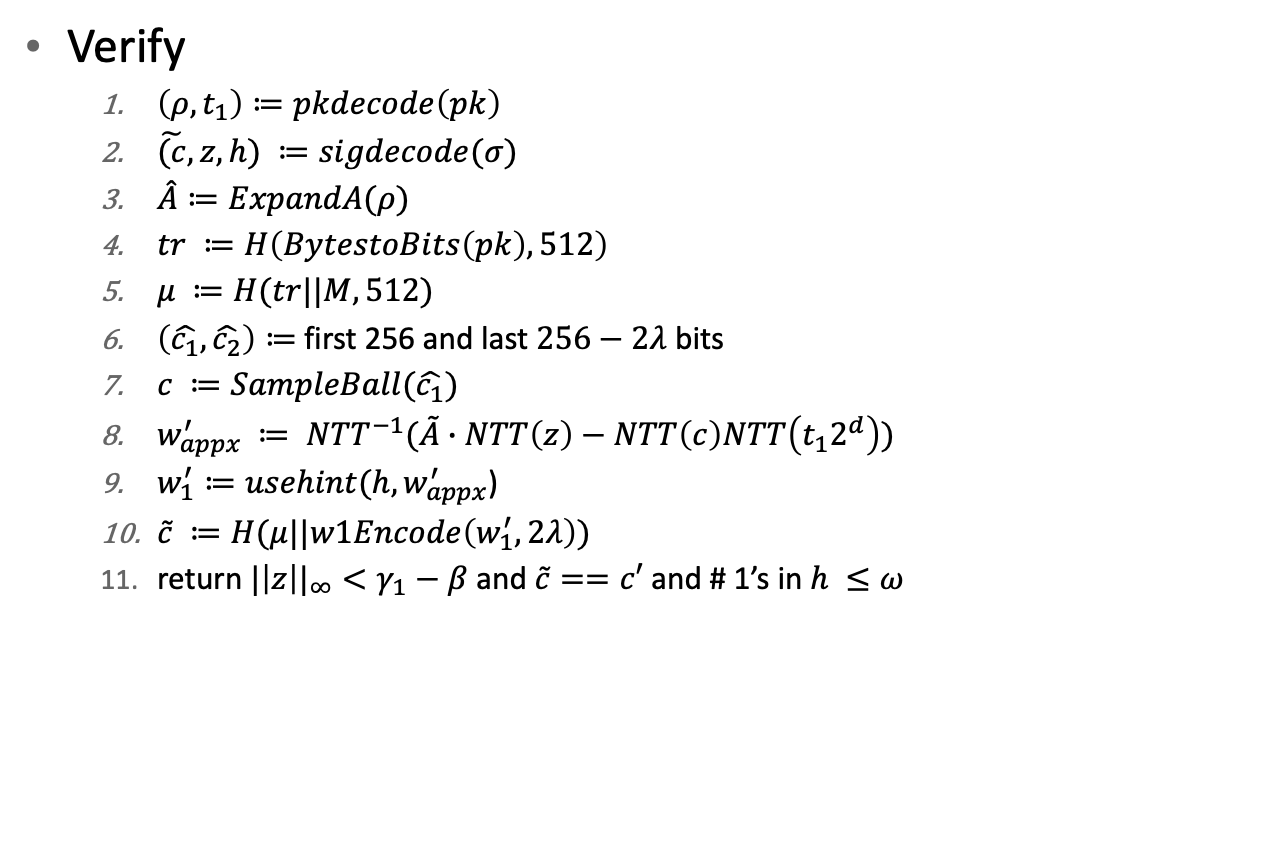 • Verify
1. (ρ, t₁) ≔ pkdecode(pk)
2. (c̃, z, h) ≔ sigdecode(σ)
3. Â ≔ ExpandA(ρ)
4. tr ≔ H(BytestoBits(pk), 512)
5. μ ≔ H(tr||M, 512)
6. (ĉ₁, ĉ₂) ≔ first 256 and last 256 − 2λ bits
7. c ≔ SampleBall(ĉ₁)
8. w′appx ≔ NTT⁻¹(Ã · NTT(z) − NTT(c)NTT(t₁2ᵈ))
9. w′₁ ≔ usehint(h, w′appx)
10. c̃ ≔ H(μ||w1Encode(w′₁, 2λ))
11. return ||z||∞ < γ₁ − β and c̃ == c′ and # 1’s in h ≤ ω